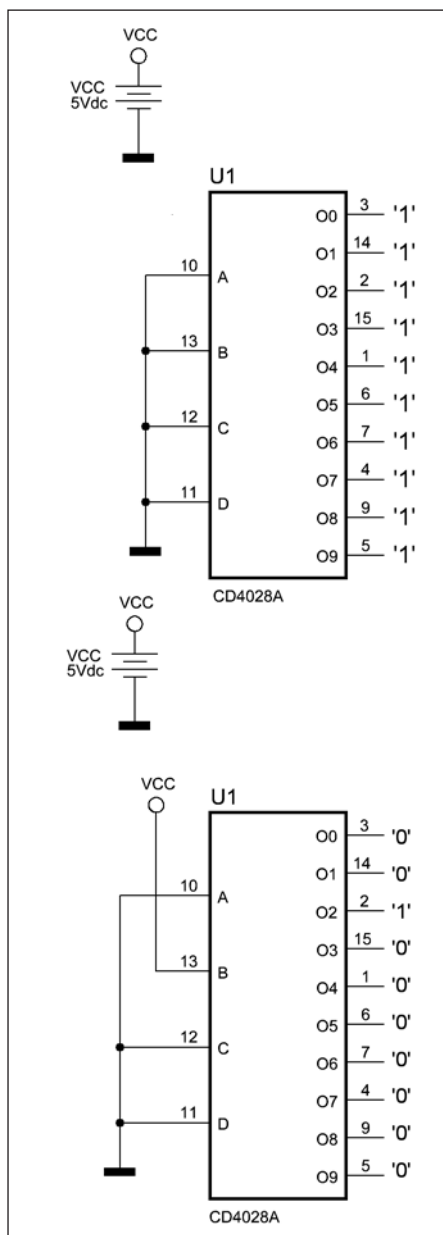 VCC
VCC
5Vdc
U1
O0 3 '1'
O1 14 '1'
10 A
O2 2 '1'
O3 15 '1'
13 B
O4 1 '1'
O5 6 '1'
12 C
O6 7 '1'
O7 4 '1'
11 D
O8 9 '1'
O9 5 '1'
CD4028A
VCC
VCC
5Vdc
VCC
U1
O0 3 '0'
O1 14 '0'
10 A
O2 2 '1'
O3 15 '0'
13 B
O4 1 '0'
O5 6 '0'
12 C
O6 7 '0'
O7 4 '0'
11 D
O8 9 '0'
O9 5 '0'
CD4028A